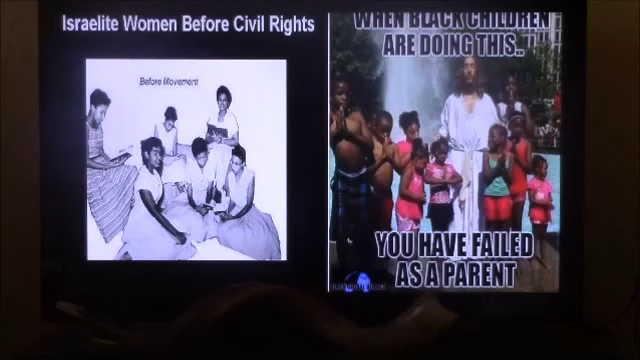 Israelite Women Before Civil Rights
Before Movement
WHEN BLACK CHILDREN
ARE DOING THIS..
YOU HAVE FAILED
AS A PARENT